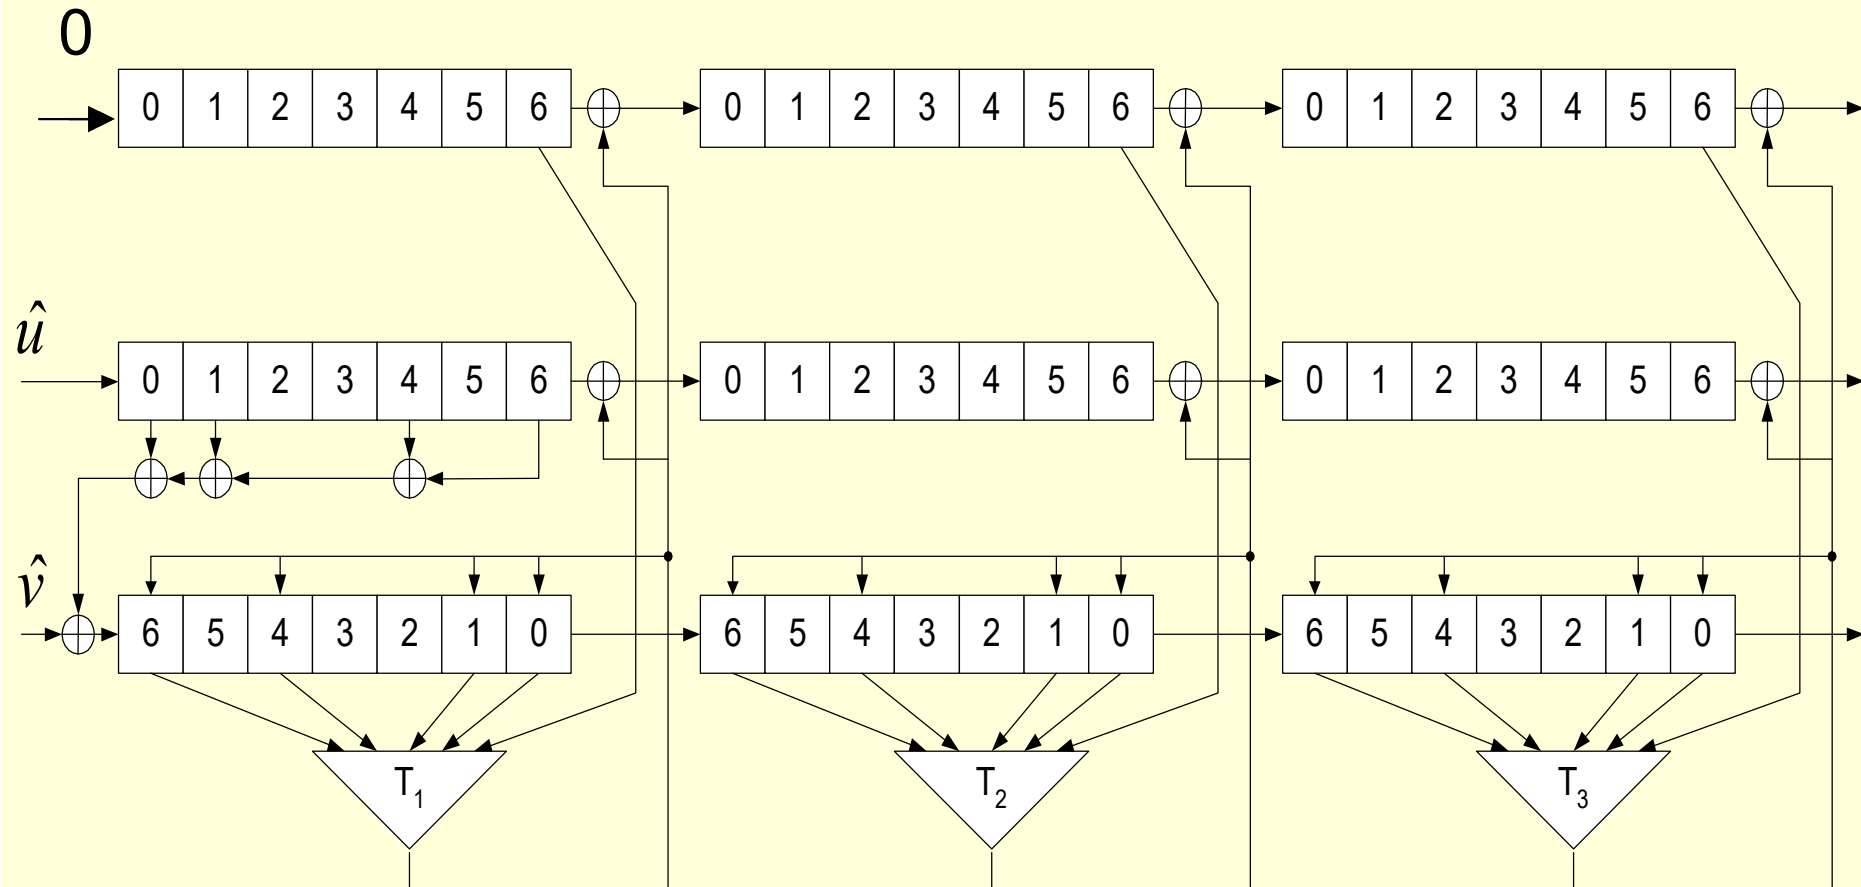 0
0 1 2 3 4 5 6 0 1 2 3 4 5 6 0 1 2 3 4 5 6
û
0 1 2 3 4 5 6 0 1 2 3 4 5 6 0 1 2 3 4 5 6
v̂
6 5 4 3 2 1 0 6 5 4 3 2 1 0 6 5 4 3 2 1 0
T₁ T₂ T₃